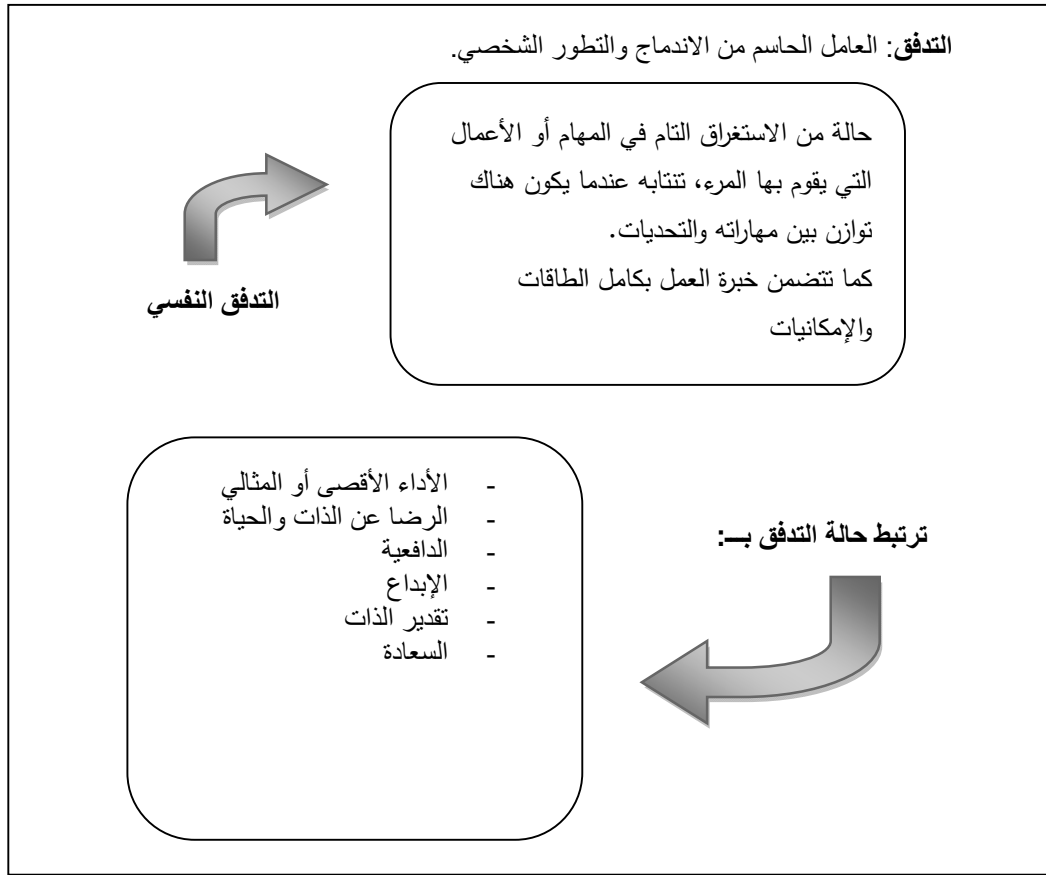 التدفق: العامل الحاسم من الاندماج والتطور الشخصي.
حالة من الاستغراق التام في المهام أو الأعمال
التي يقوم بها المرء، تنتابه عندما يكون هناك
توازن بين مهاراته والتحديات.
كما تتضمن خبرة العمل بكامل الطاقات
والإمكانيات
التدفق النفسي
ترتبط حالة التدفق بـــ:
- الأداء الأقصى أو المثالي
- الرضا عن الذات والحياة
- الدافعية
- الإبداع
- تقدير الذات
- السعادة